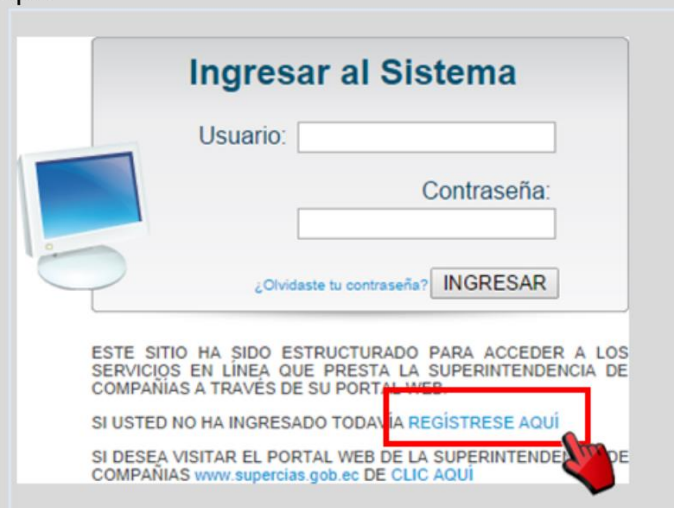 Ingresar al Sistema
Usuario:
Contraseña:
¿Olvidaste tu contraseña? INGRESAR
ESTE SITIO HA SIDO ESTRUCTURADO PARA ACCEDER A LOS
SERVICIOS EN LÍNEA QUE PRESTA LA SUPERINTENDENCIA DE
COMPAÑIAS A TRAVÉS DE SU PORTAL WEB.
SI USTED NO HA INGRESADO TODAVÍA REGÍSTRESE AQUÍ
SI DESEA VISITAR EL PORTAL WEB DE LA DE
COMPAÑIAS www.supercias.gob.ec DE CLIC AQUÍ